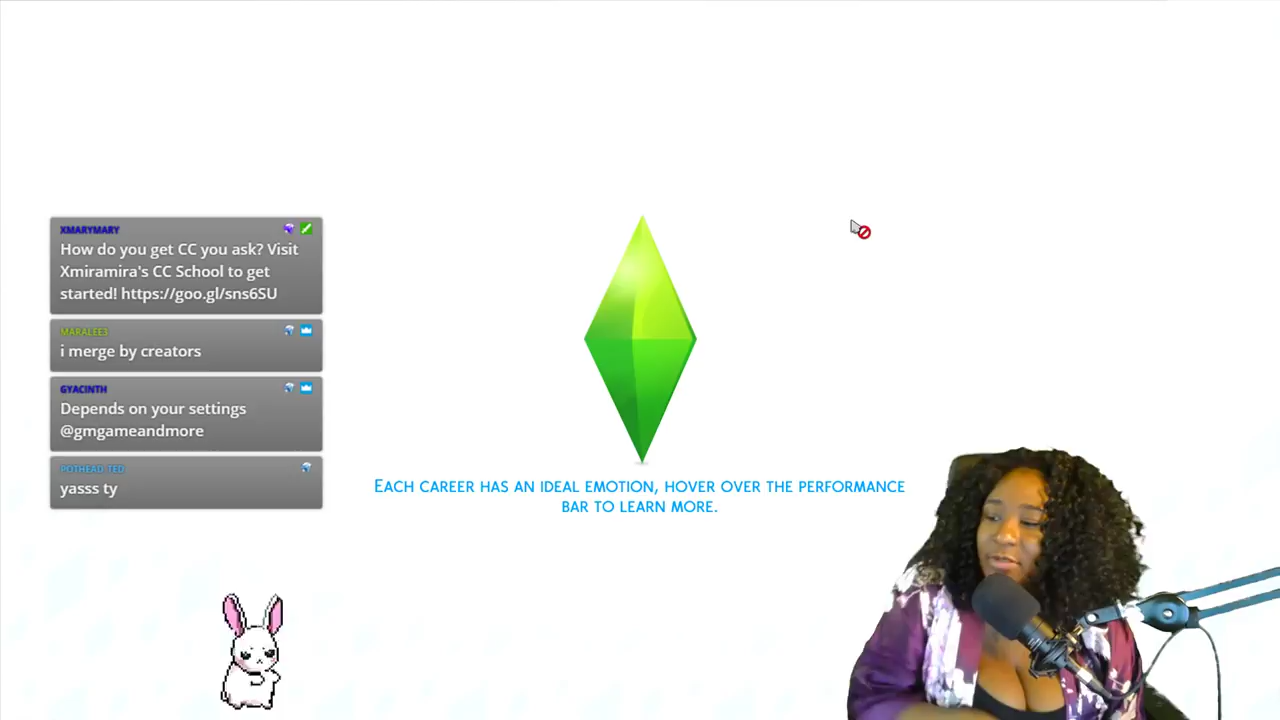 XMARYMARY
How do you get CC you ask? Visit
Xmiramira's CC School to get
started! https://goo.gl/sns6SU
MARALEE3
i merge by creators
GYACINTH
Depends on your settings
@gmgameandmore
POTHEAD_TED
yasss ty
EACH CAREER HAS AN IDEAL EMOTION, HOVER OVER THE PERFORMANCE
BAR TO LEARN MORE.